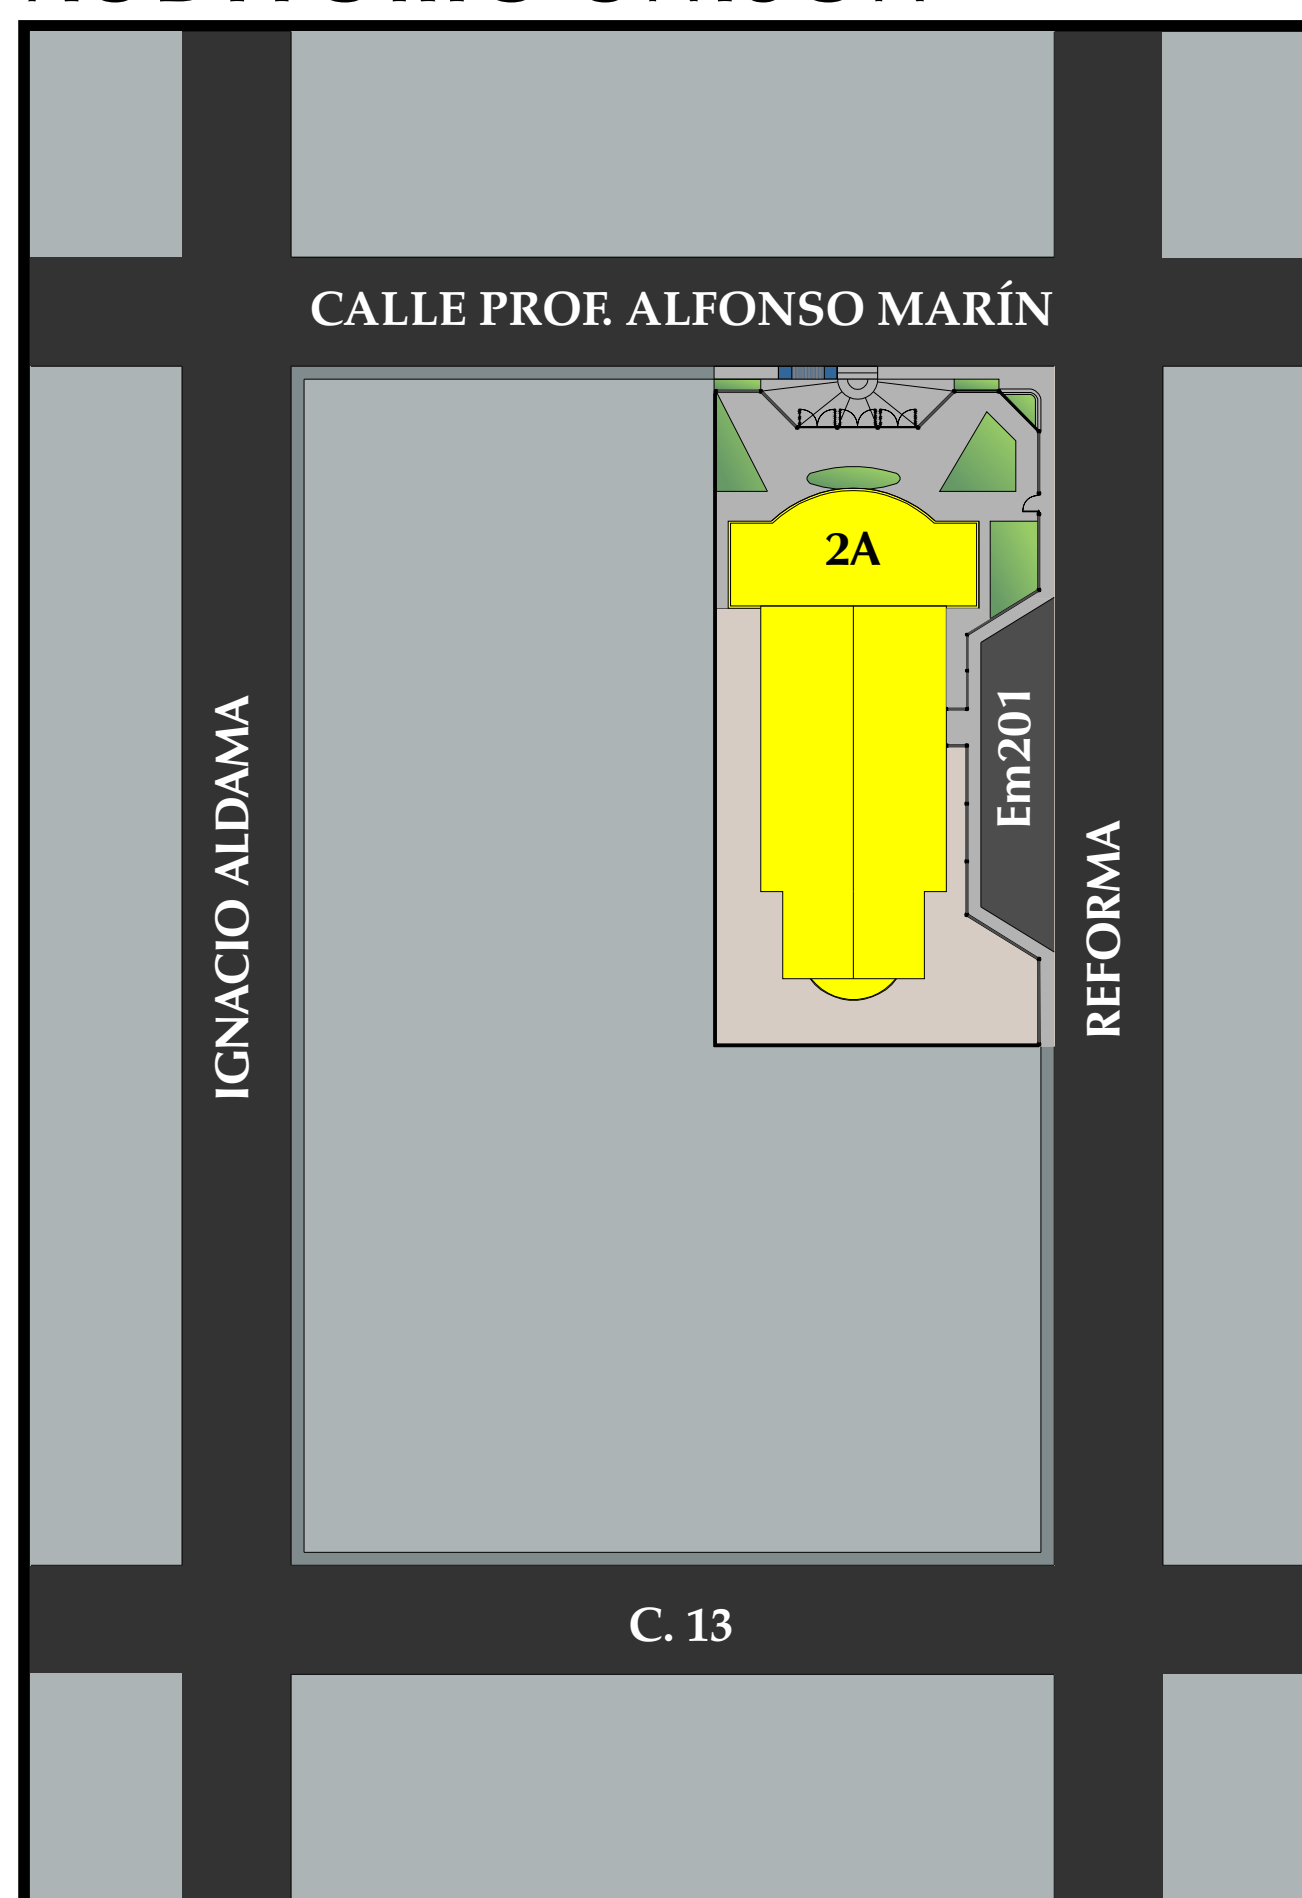 CALLE PROF. ALFONSO MARÍN
2A
Em201
IGNACIO ALDAMA
REFORMA
C. 13